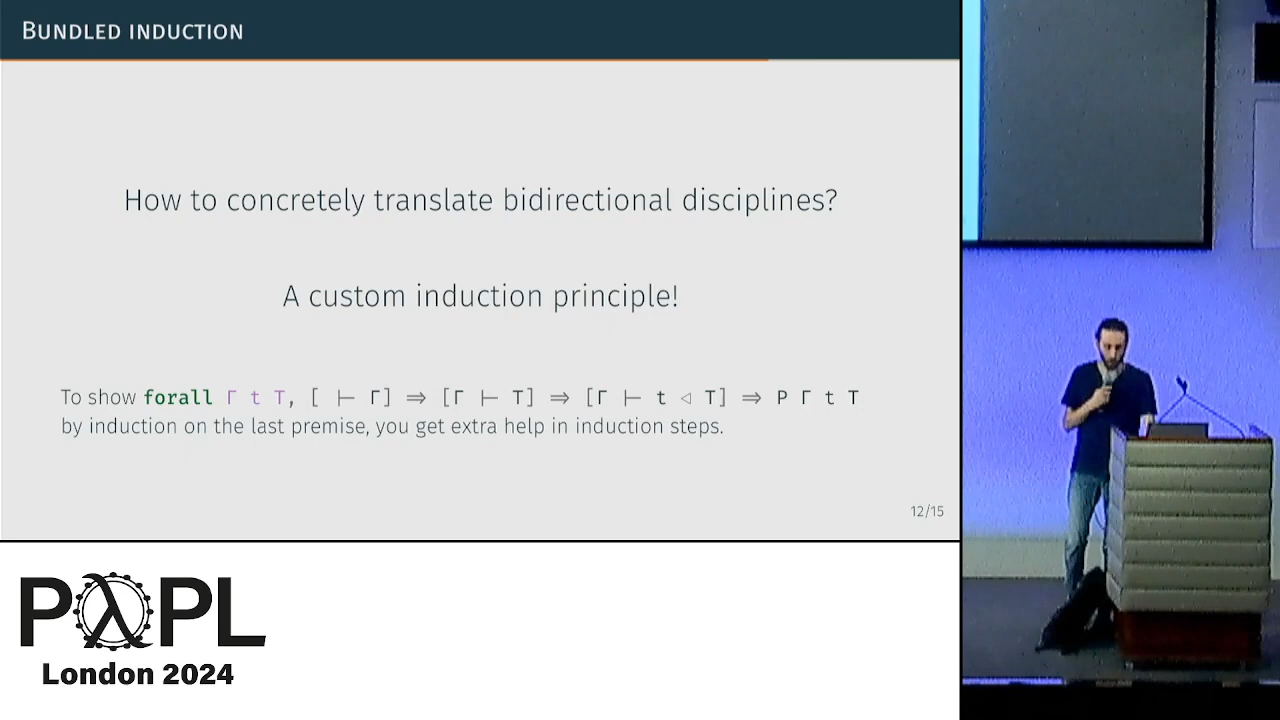 Bundled induction
How to concretely translate bidirectional disciplines?
A custom induction principle!
To show forall Γ t T, [ ⊢ Γ] ⇒ [Γ ⊢ T] ⇒ [Γ ⊢ t ◁ T] ⇒ P Γ t T
by induction on the last premise, you get extra help in induction steps.
12/15
PλPL
London 2024